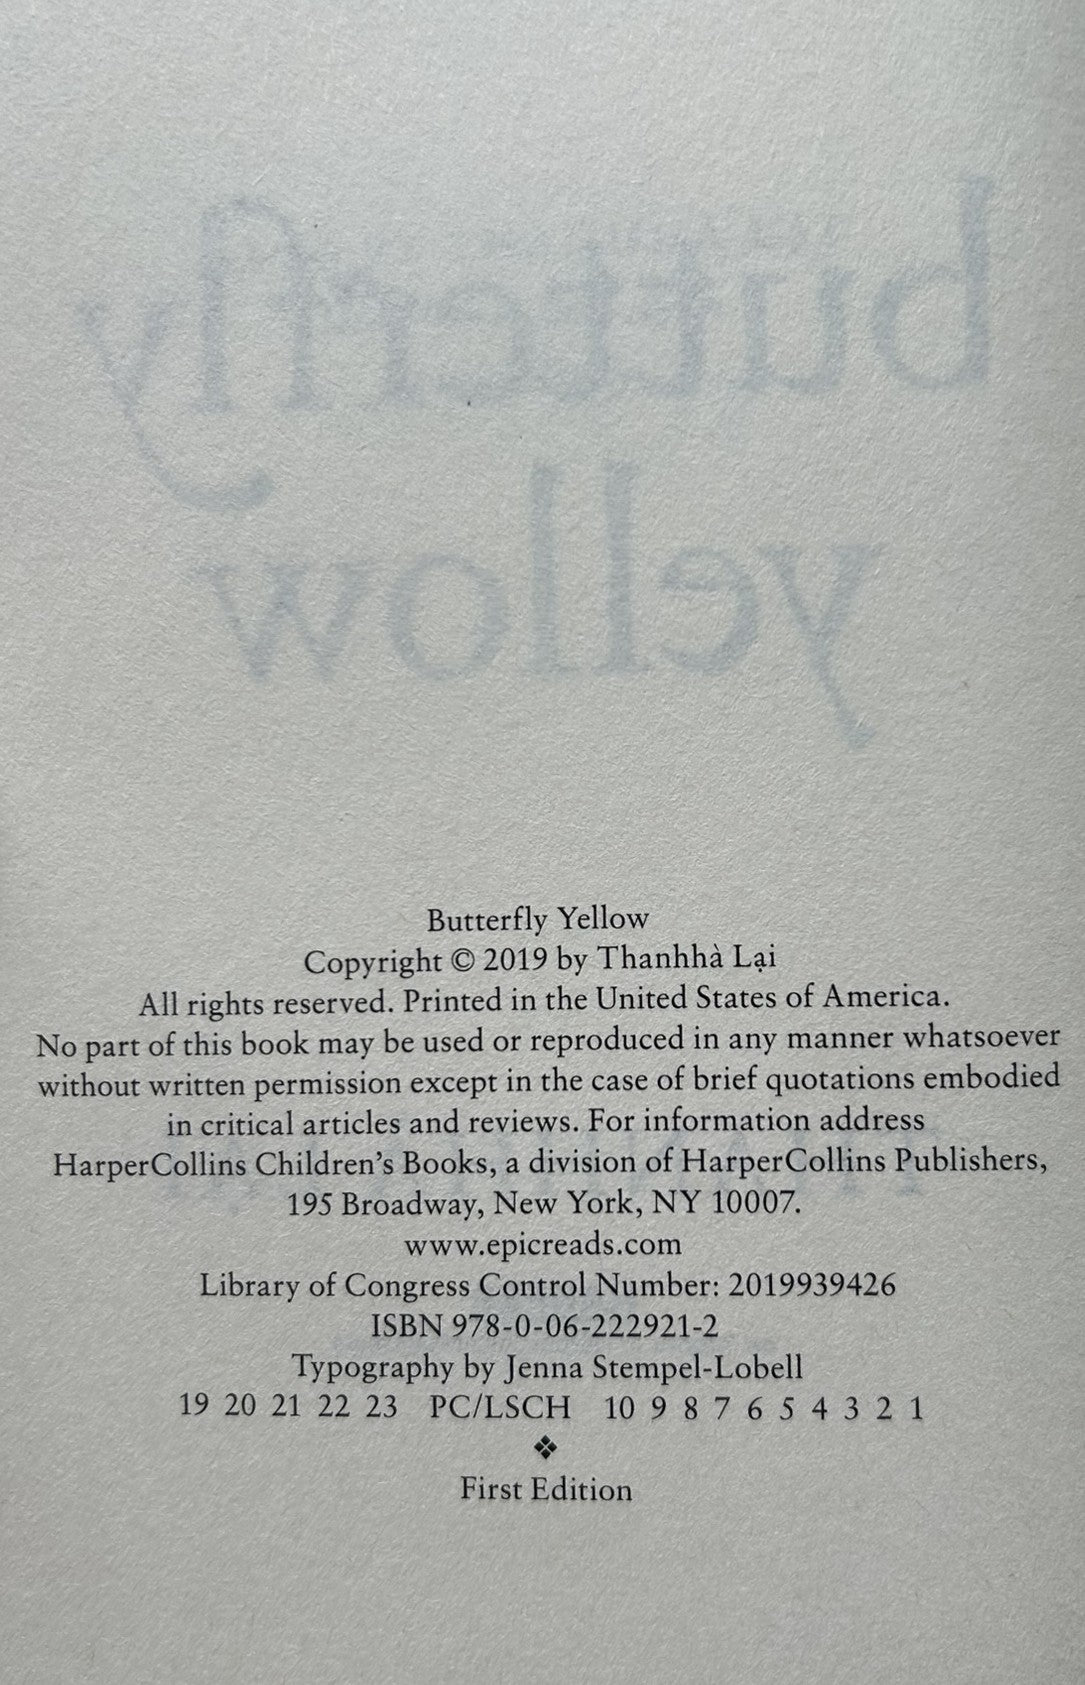 butterfly
yellow
Butterfly Yellow
Copyright © 2019 by Thanhhà Lại
All rights reserved. Printed in the United States of America.
No part of this book may be used or reproduced in any manner whatsoever
without written permission except in the case of brief quotations embodied
in critical articles and reviews. For information address
HarperCollins Children’s Books, a division of HarperCollins Publishers,
195 Broadway, New York, NY 10007.
www.epicreads.com
Library of Congress Control Number: 2019939426
ISBN 978-0-06-222921-2
Typography by Jenna Stempel-Lobell
19 20 21 22 23 PC/LSCH 10 9 8 7 6 5 4 3 2 1
❖
First Edition